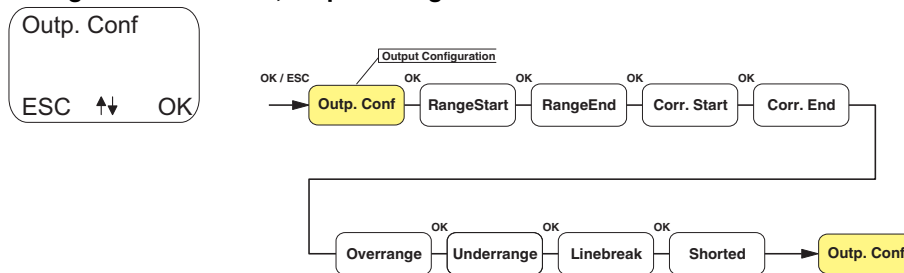 Outp. Conf
ESC OK
Output Configuration
OK / ESC OK OK OK OK
Outp. Conf RangeStart RangeEnd Corr. Start Corr. End
OK OK OK
Overrange Underrange Linebreak Shorted Outp. Conf